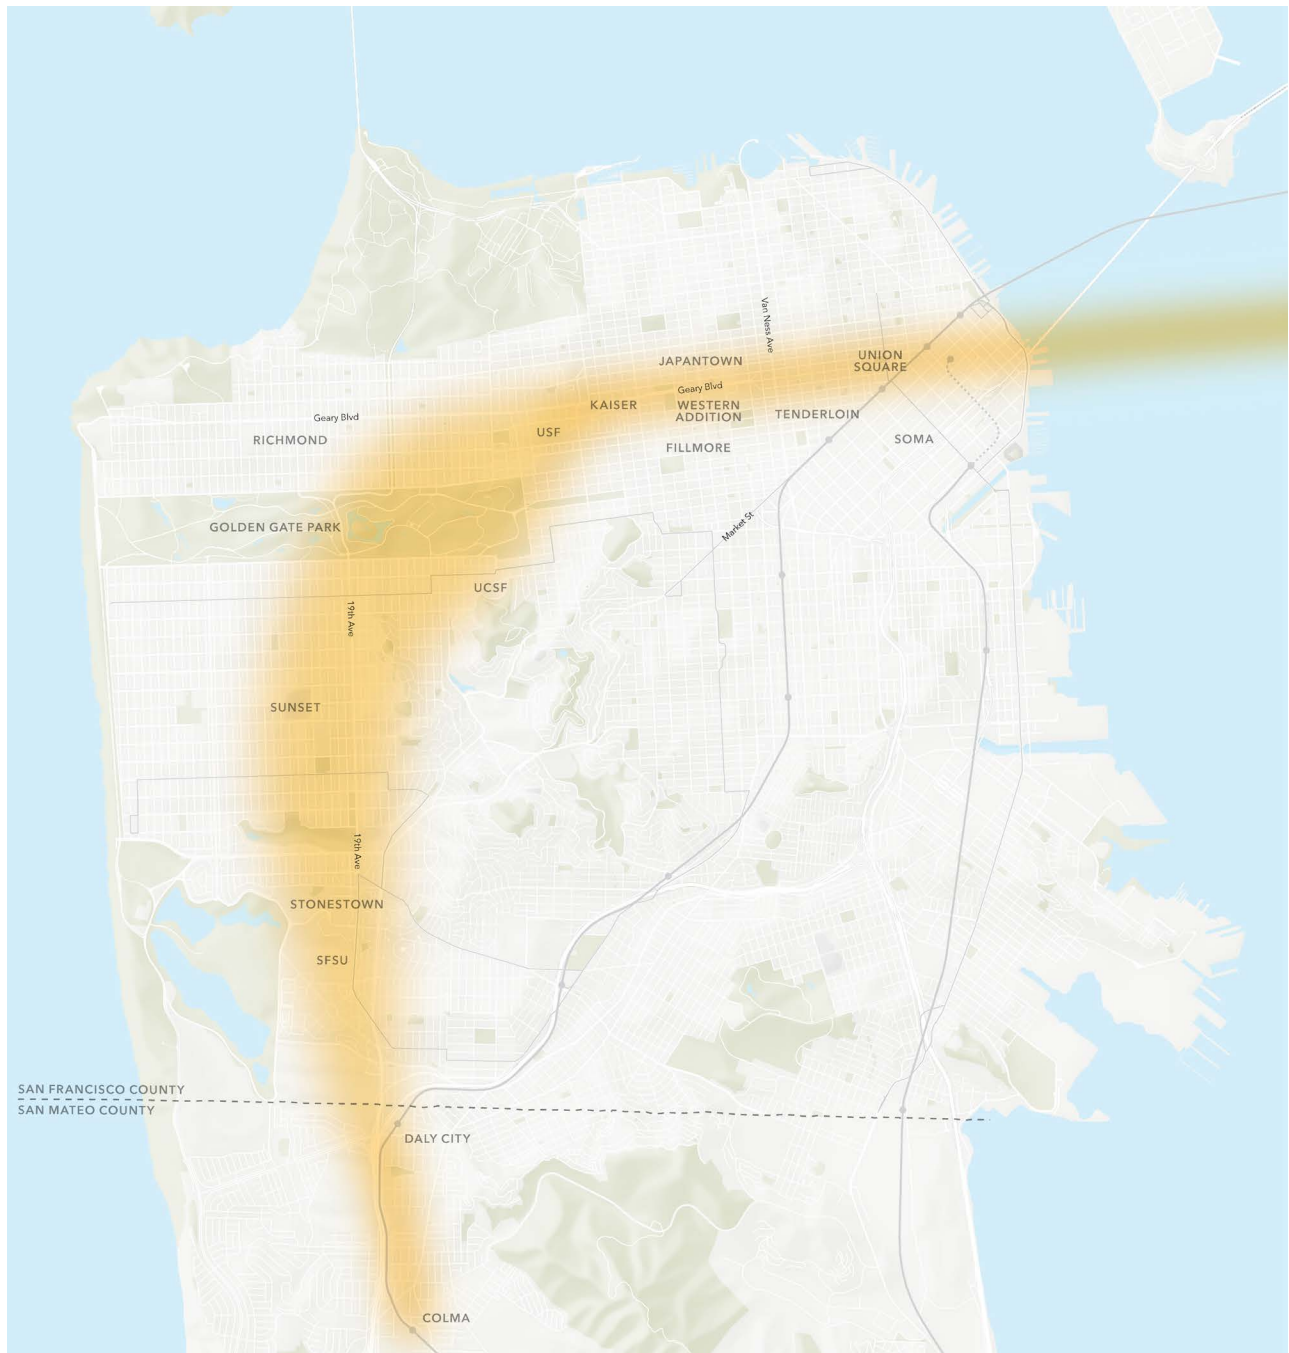 Van Ness Ave
JAPANTOWN
UNION
SQUARE
Geary Blvd
KAISER
WESTERN
ADDITION
TENDERLOIN
Geary Blvd
RICHMOND
USF
FILLMORE
SOMA
GOLDEN GATE PARK
Market St
UCSF
19th Ave
SUNSET
19th Ave
STONESTOWN
SFSU
SAN FRANCISCO COUNTY
SAN MATEO COUNTY
DALY CITY
COLMA